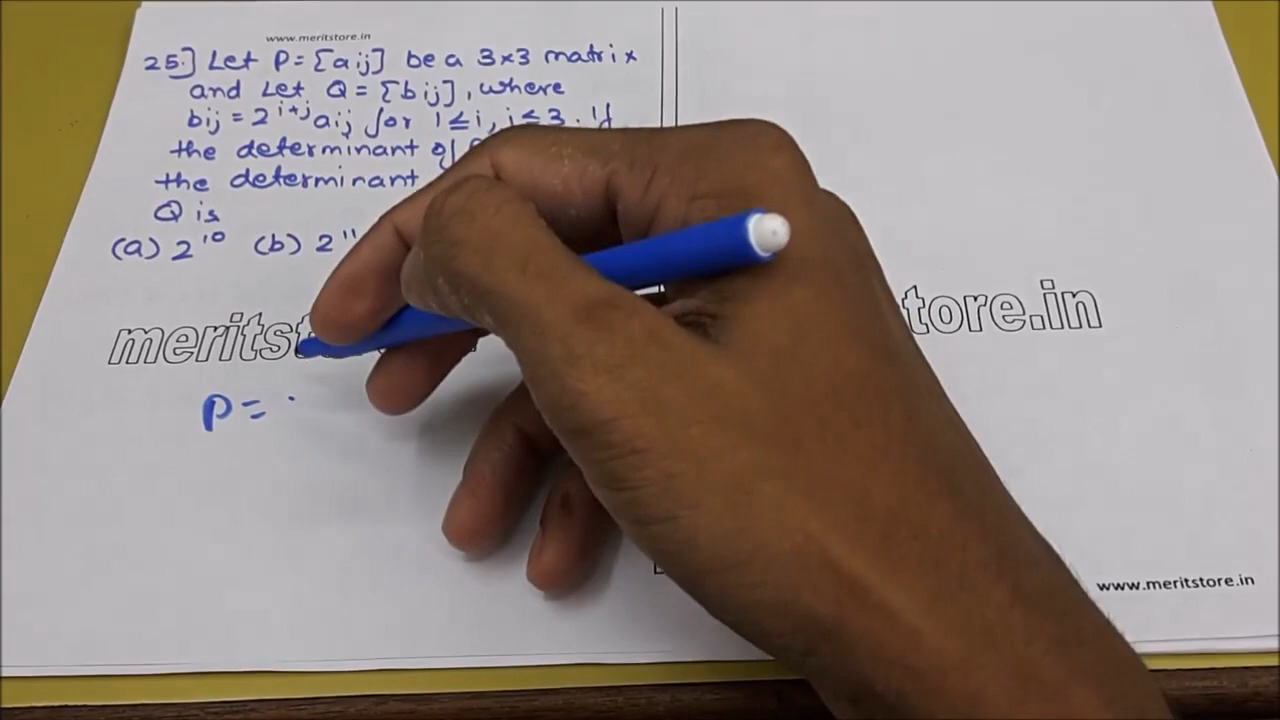 www.meritstore.in
25.] Let P = [aij] be a 3×3 matrix
and Let Q = [bij], where
bij = 2^{i+j} aij for 1 ≤ i, j ≤ 3. If
the determinant of
the determinant
Q is
(a) 2^{10} (b) 2^{11}
tore.in
P =
www.meritstore.in